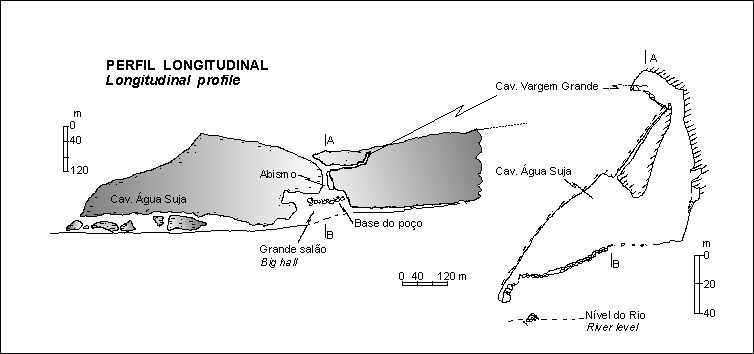 PERFIL LONGITUDINAL
Longitudinal profile
m
0
40
120
A
Cav. Vargem Grande
A
Abismo
Cav. Água Suja
Cav. Água Suja
Base do poço
B
Grande salão
Big hall
0 40 120 m
B
m
0
20
40
Nível do Rio
River level